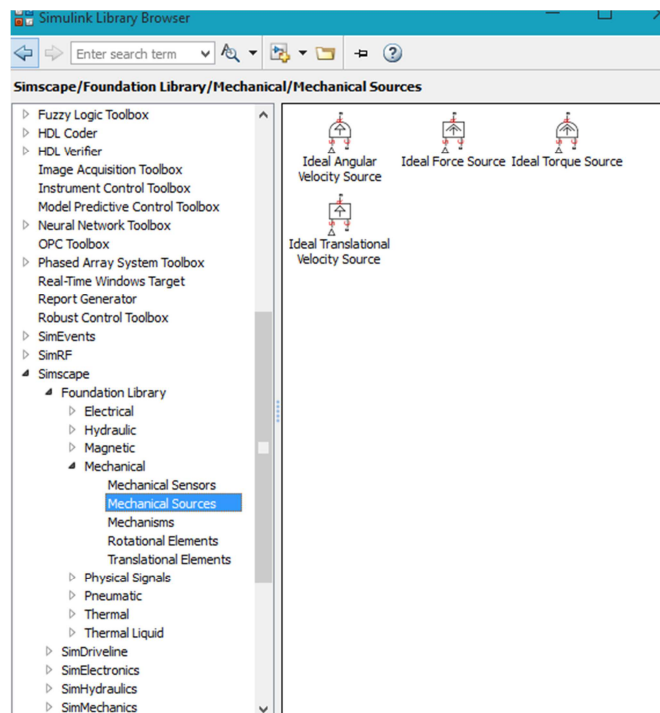 Simulink Library Browser
Enter search term
Simscape/Foundation Library/Mechanical/Mechanical Sources
Fuzzy Logic Toolbox
HDL Coder
HDL Verifier
Image Acquisition Toolbox
Instrument Control Toolbox
Model Predictive Control Toolbox
Neural Network Toolbox
OPC Toolbox
Phased Array System Toolbox
Real-Time Windows Target
Report Generator
Robust Control Toolbox
SimEvents
SimRF
Simscape
Foundation Library
Electrical
Hydraulic
Magnetic
Mechanical
Mechanical Sensors
Mechanical Sources
Mechanisms
Rotational Elements
Translational Elements
Physical Signals
Pneumatic
Thermal
Thermal Liquid
SimDriveline
SimElectronics
SimHydraulics
SimMechanics
Ideal Angular
Velocity Source
Ideal Force Source
Ideal Torque Source
Ideal Translational
Velocity Source